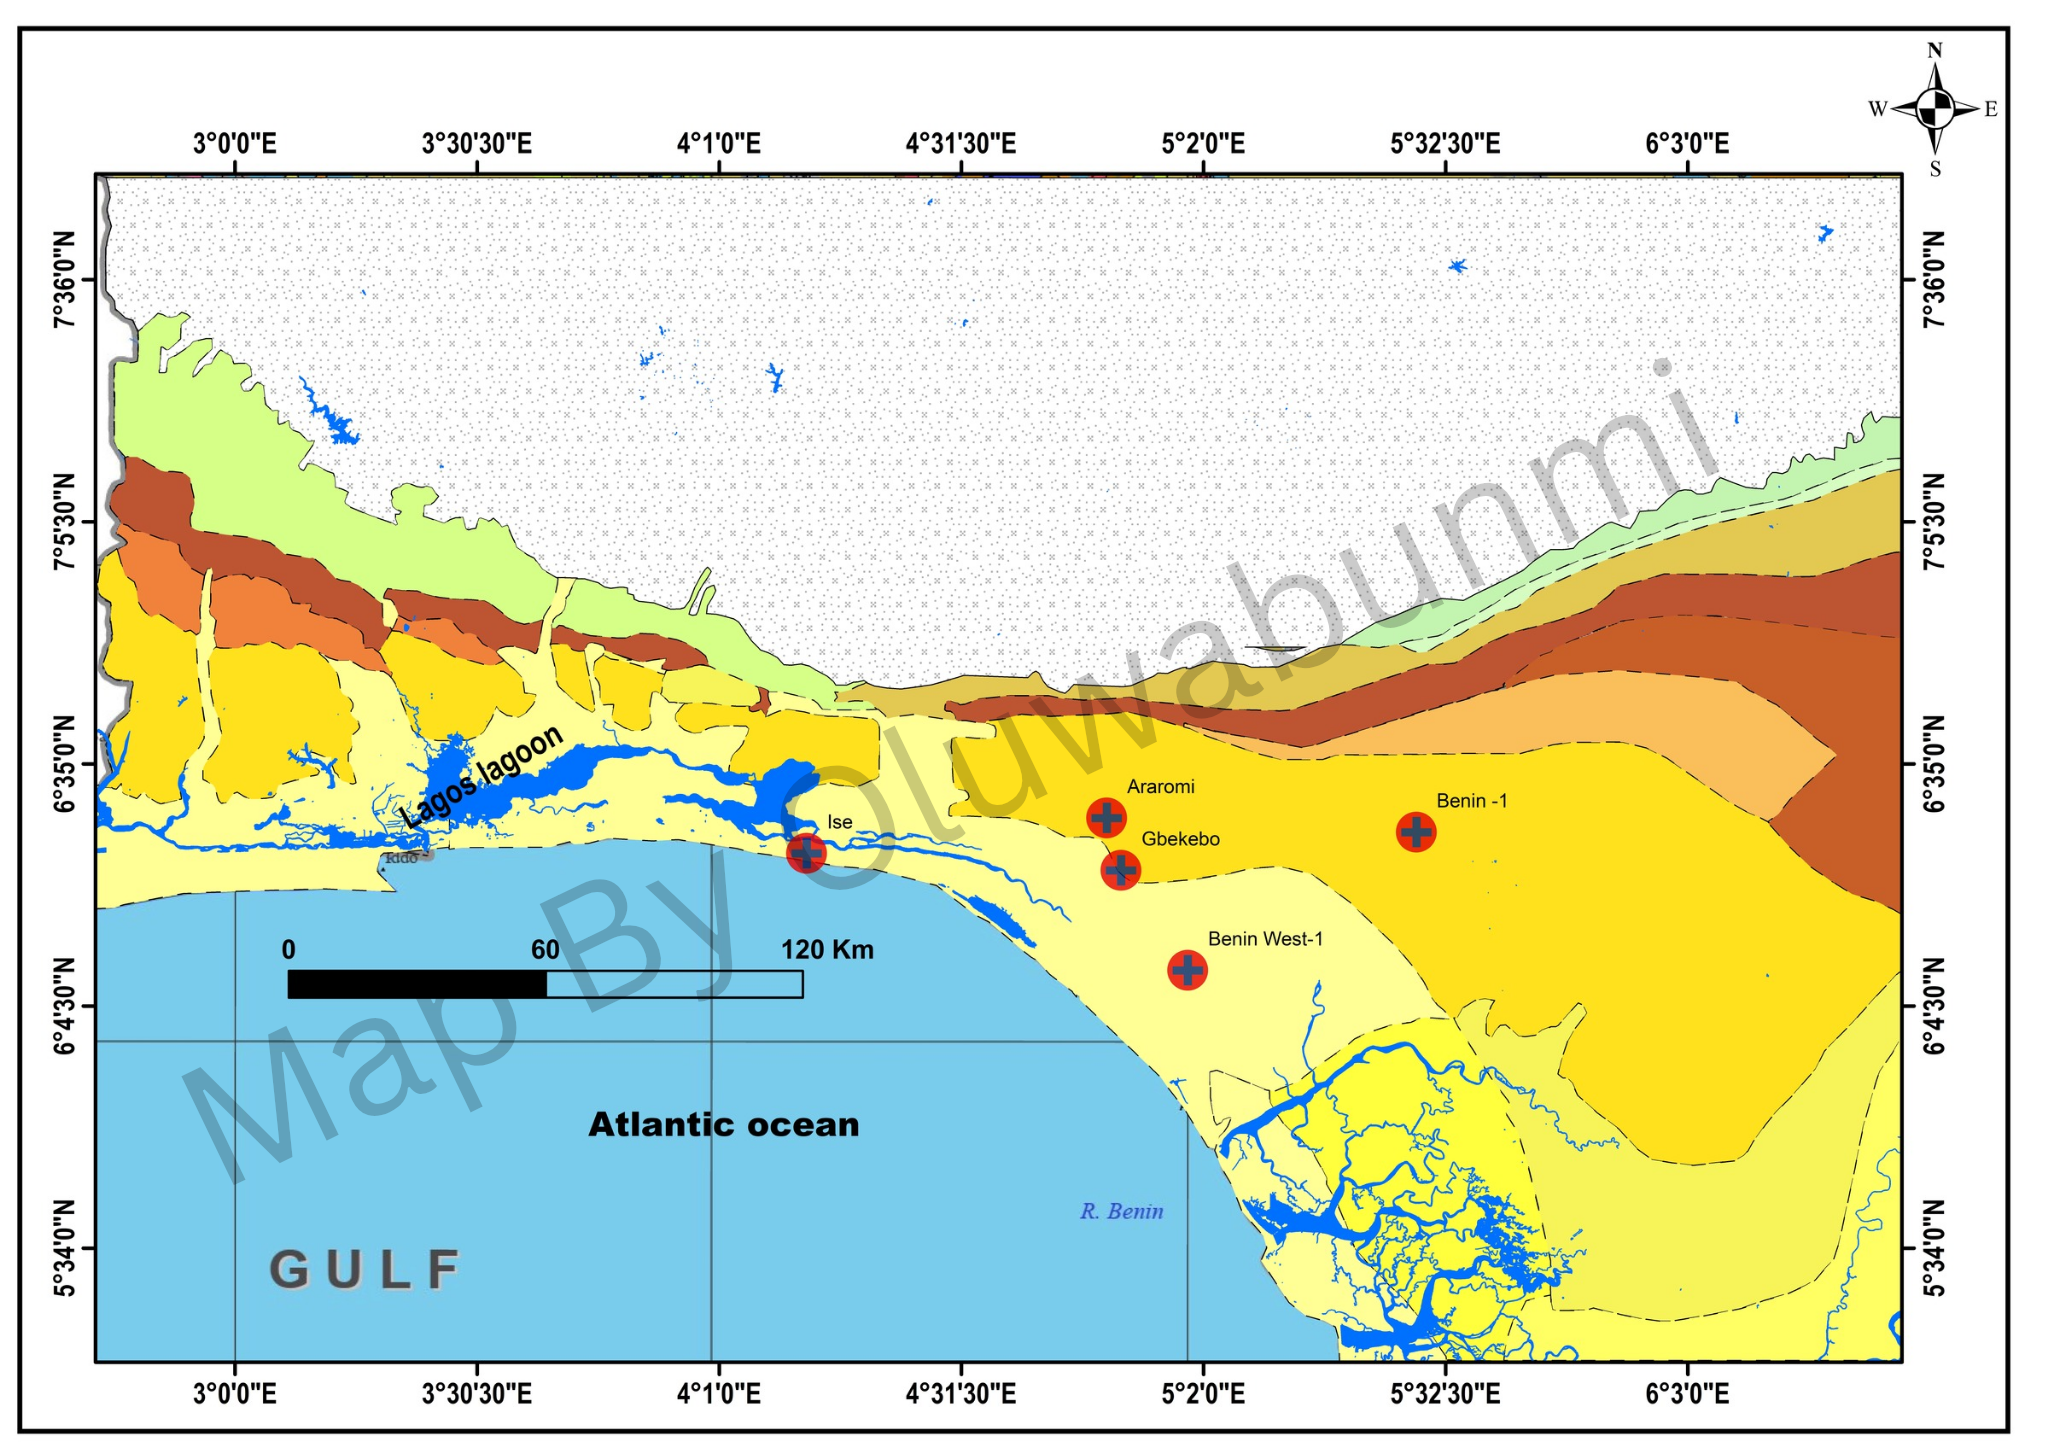 N
W E
S
3°0'0"E 3°30'30"E 4°1'0"E 4°31'3"E 5°2'0"E 5°32'30"E 6°3'0"E
7°36'0"N
7°36'0"N
7°5'30"N
7°5'30"N
6°35'0"N
6°35'0"N
6°4'30"N
6°4'30"N
5°34'0"N
5°34'0"N
Lagos lagoon
Araromi
Benin -1
Ise
Gbekebo
Benin West-1
0 60 120 Km
Atlantic ocean
R. Benin
GULF
Map By Oluwabunmi
3°0'0"E 3°30'30"E 4°1'0"E 4°31'3"E 5°2'0"E 5°32'30"E 6°3'0"E